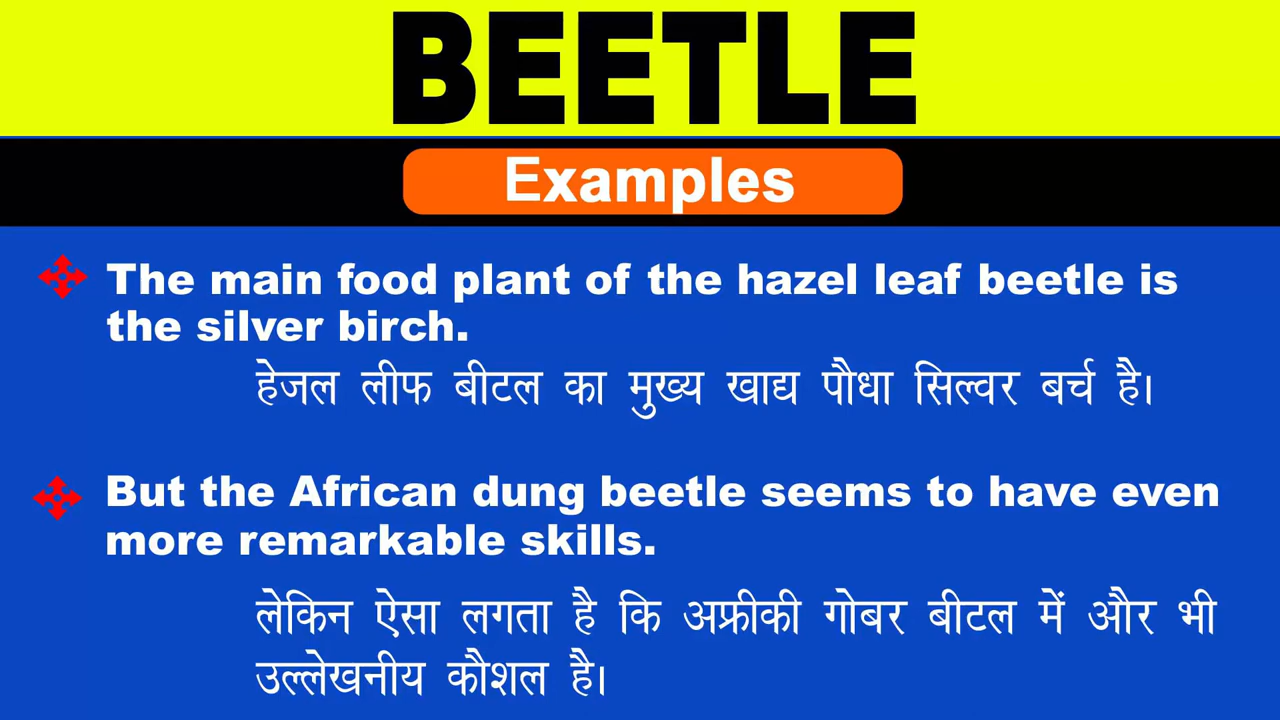 BEETLE
Examples
The main food plant of the hazel leaf beetle is
the silver birch.
हेजल लीफ बीटल का मुख्य खाद्य पौधा सिल्वर बर्च है।
But the African dung beetle seems to have even
more remarkable skills.
लेकिन ऐसा लगता है कि अफ्रीकी गोबर बीटल में और भी
उल्लेखनीय कौशल है।